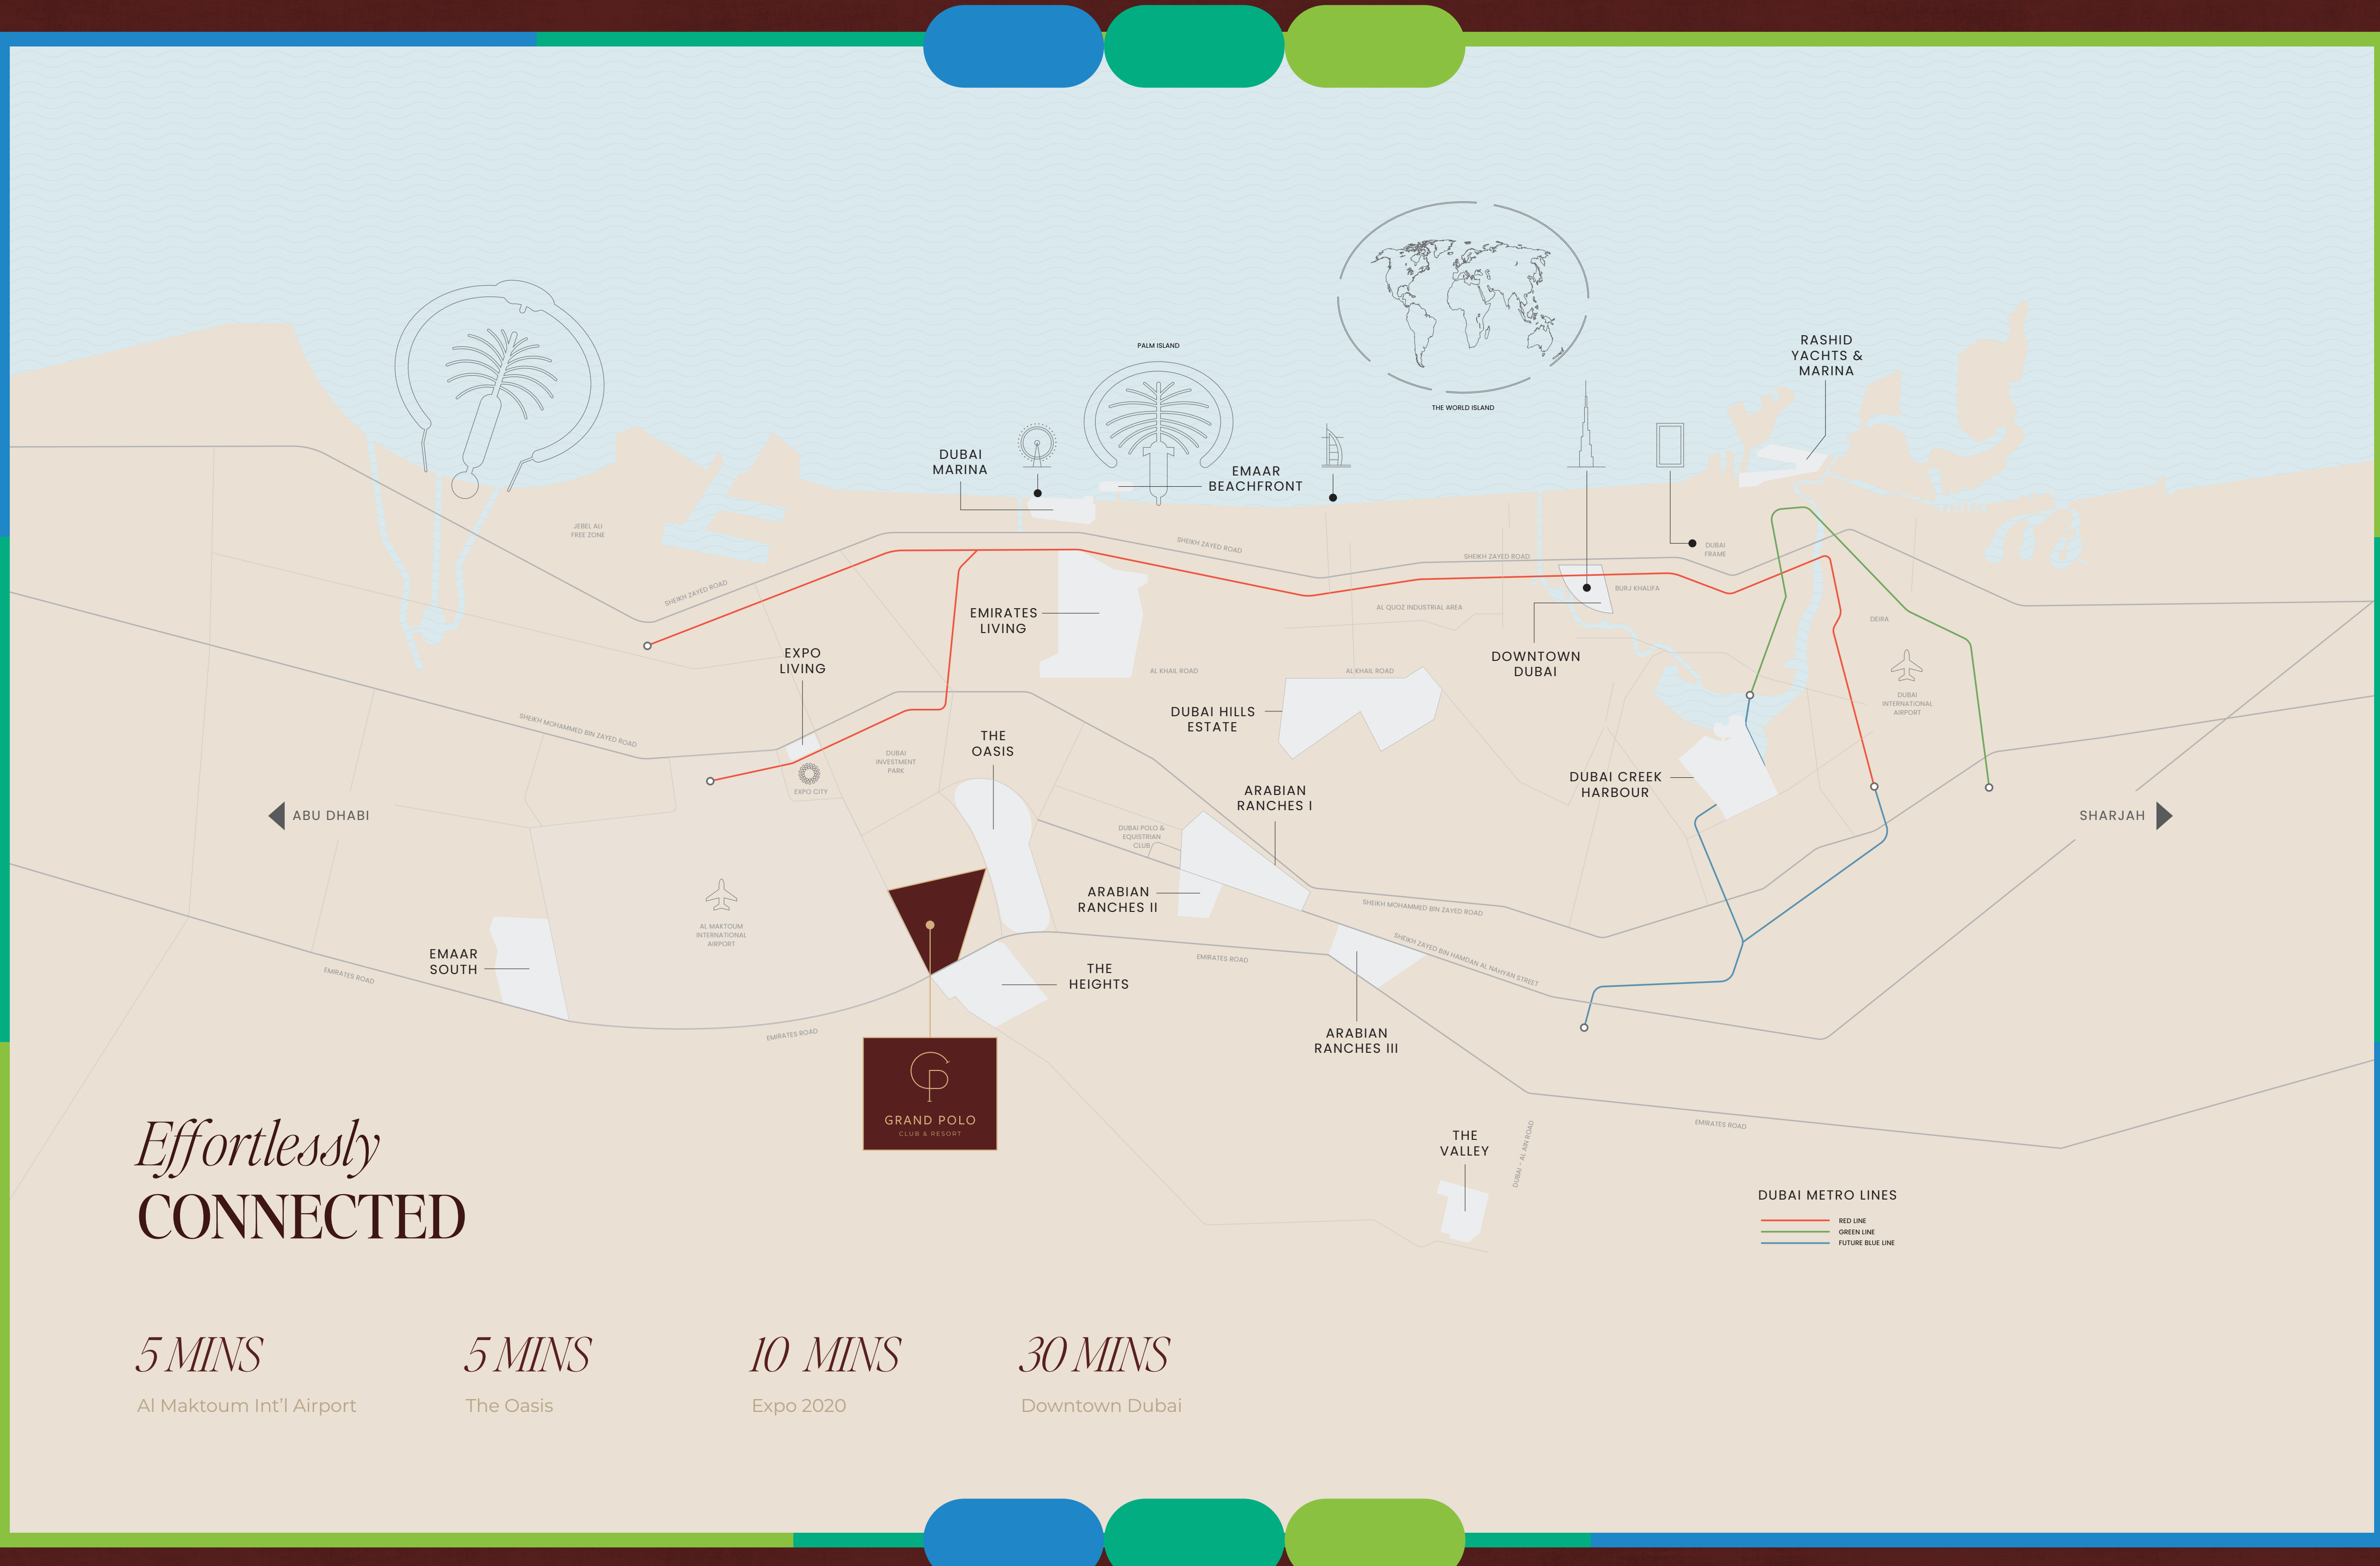 PALM ISLAND
THE WORLD ISLAND
RASHID
YACHTS &
MARINA
DUBAI
MARINA
EMAAR
BEACHFRONT
JEBEL ALI
FREE ZONE
SHEIKH ZAYED ROAD
SHEIKH ZAYED ROAD
SHEIKH ZAYED ROAD
DUBAI
FRAME
BURJ KHALIFA
AL QUOZ INDUSTRIAL AREA
DEIRA
EMIRATES
LIVING
EXPO
LIVING
AL KHAIL ROAD
AL KHAIL ROAD
DOWNTOWN
DUBAI
DUBAI
INTERNATIONAL
AIRPORT
SHEIKH MOHAMMED BIN ZAYED ROAD
DUBAI HILLS
ESTATE
THE
OASIS
DUBAI
INVESTMENT
PARK
EXPO CITY
DUBAI CREEK
HARBOUR
ARABIAN
RANCHES I
ABU DHABI
SHARJAH
DUBAI POLO &
EQUESTRIAN
CLUB
ARABIAN
RANCHES II
SHEIKH MOHAMMED BIN ZAYED ROAD
AL MAKTOUM
INTERNATIONAL
AIRPORT
SHEIKH ZAYED BIN HAMDAN AL NAHYAN STREET
EMAAR
SOUTH
EMIRATES ROAD
EMIRATES ROAD
THE
HEIGHTS
EMIRATES ROAD
ARABIAN
RANCHES III
GRAND POLO
CLUB & RESORT
EMIRATES ROAD
THE
VALLEY
DUBAI - AL AIN ROAD
Effortlessly
CONNECTED
DUBAI METRO LINES
RED LINE
GREEN LINE
FUTURE BLUE LINE
5 MINS
Al Maktoum Int'l Airport
5 MINS
The Oasis
10 MINS
Expo 2020
30 MINS
Downtown Dubai